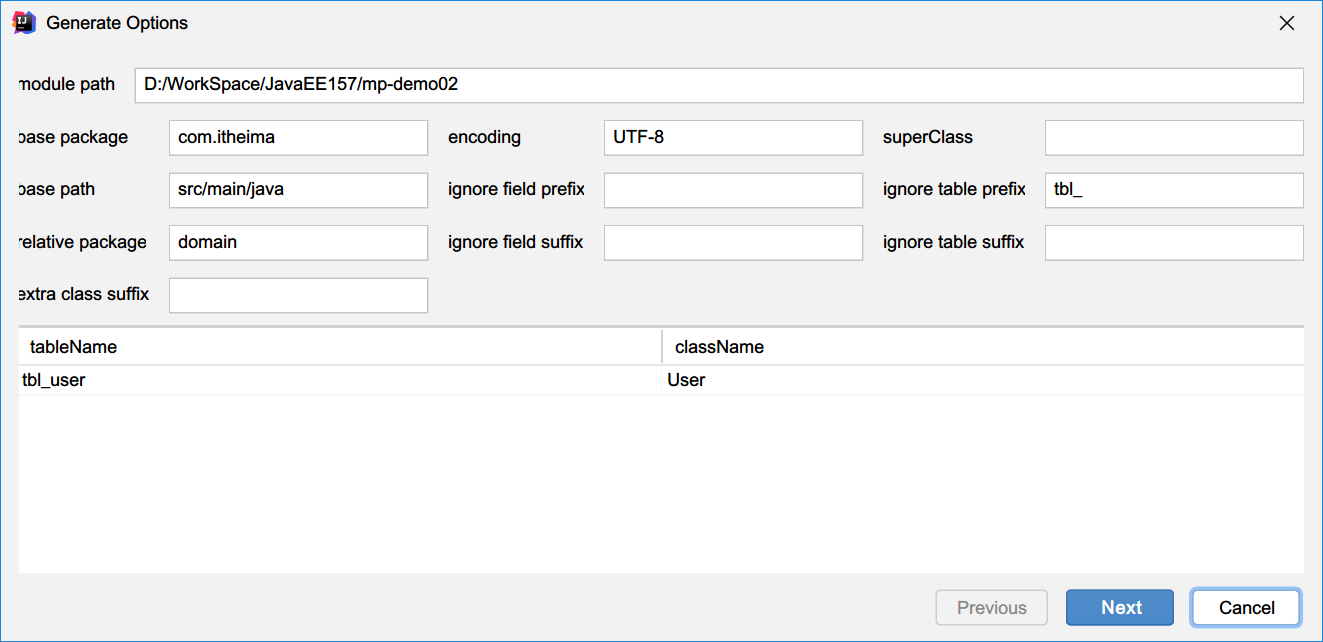 Generate Options
module path D:/WorkSpace/JavaEE157/mp-demo02
base package com.itheima encoding UTF-8 superClass
base path src/main/java ignore field prefix ignore table prefix tbl_
relative package domain ignore field suffix ignore table suffix
extra class suffix
tableName className
tbl_user User
Previous Next Cancel